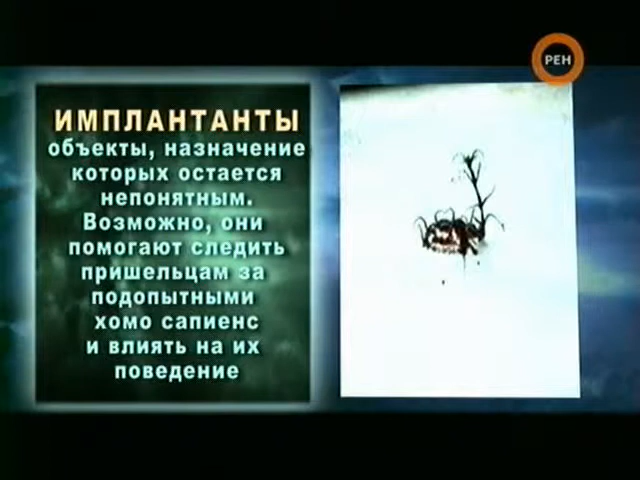 РЕН
ИМПЛАНТАНТЫ
объекты, назначение
которых остается
непонятным.
Возможно, они
помогают следить
пришельцам за
подопытными
хомо сапиенс
и влиять на их
поведение